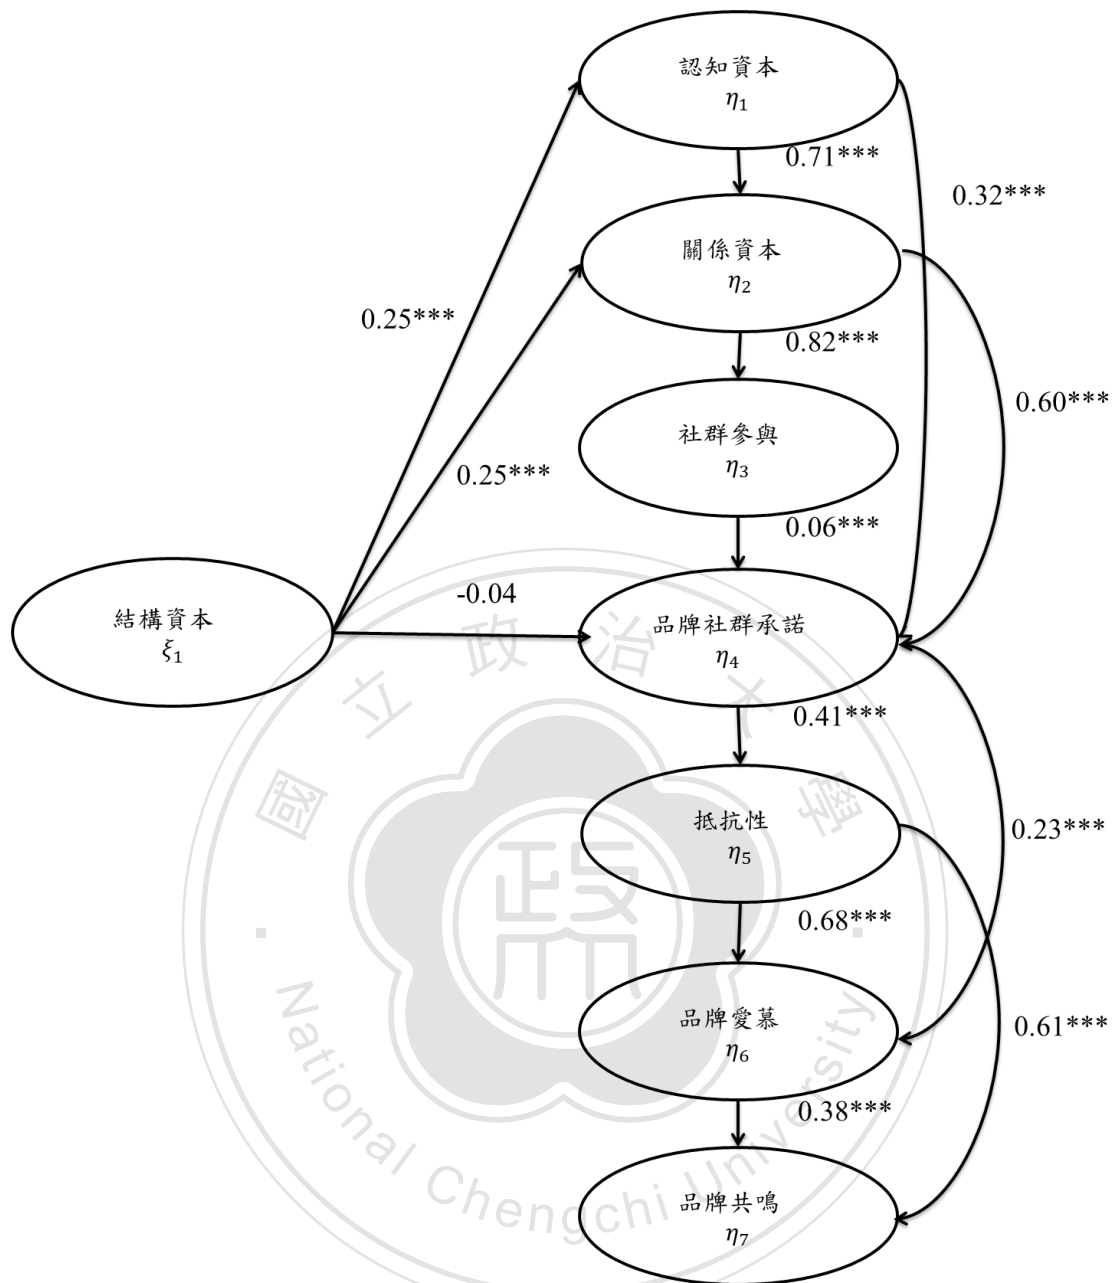 認知資本
η₁
0.71***
0.32***
關係資本
η₂
0.25***
0.82***
0.60***
社群參與
η₃
0.25***
0.06***
結構資本
ξ₁
-0.04
品牌社群承諾
η₄
0.41***
抵抗性
η₅
0.23***
0.68***
品牌愛慕
η₆
0.61***
0.38***
品牌共鳴
η₇
國立政治大學
政
National Chengchi University